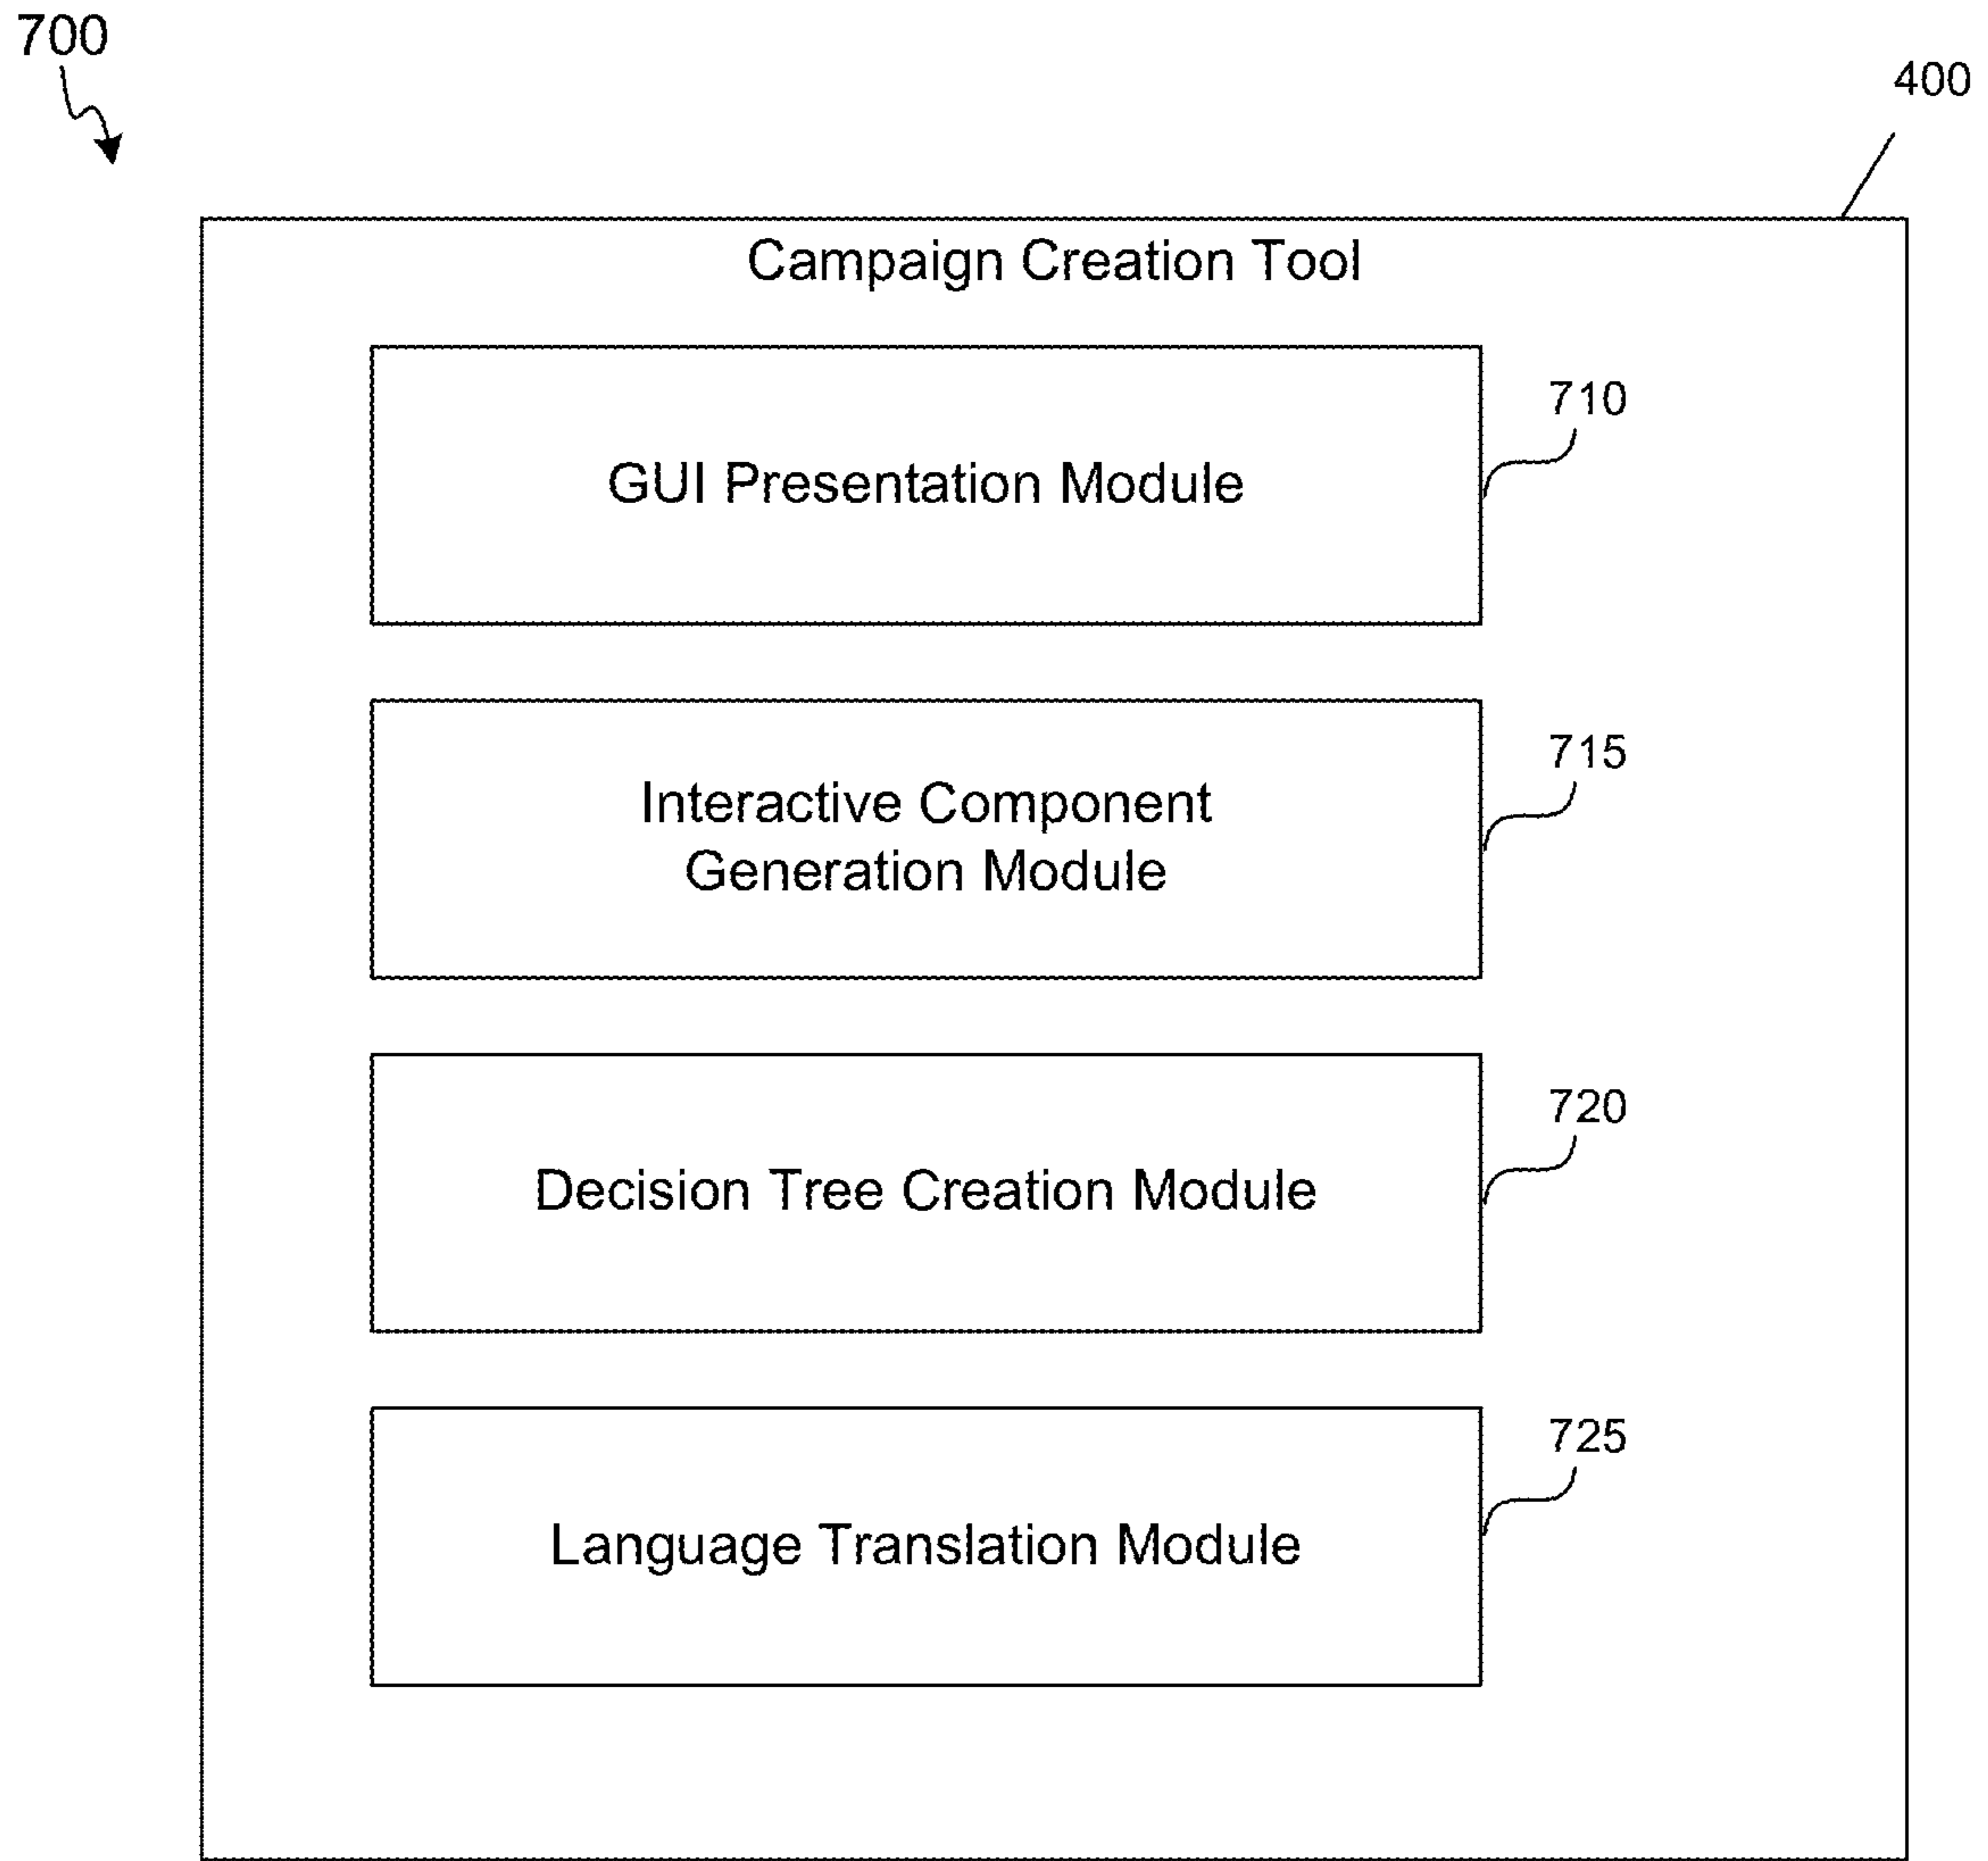 700
400
Campaign Creation Tool
710
GUI Presentation Module
715
Interactive Component
Generation Module
720
Decision Tree Creation Module
725
Language Translation Module